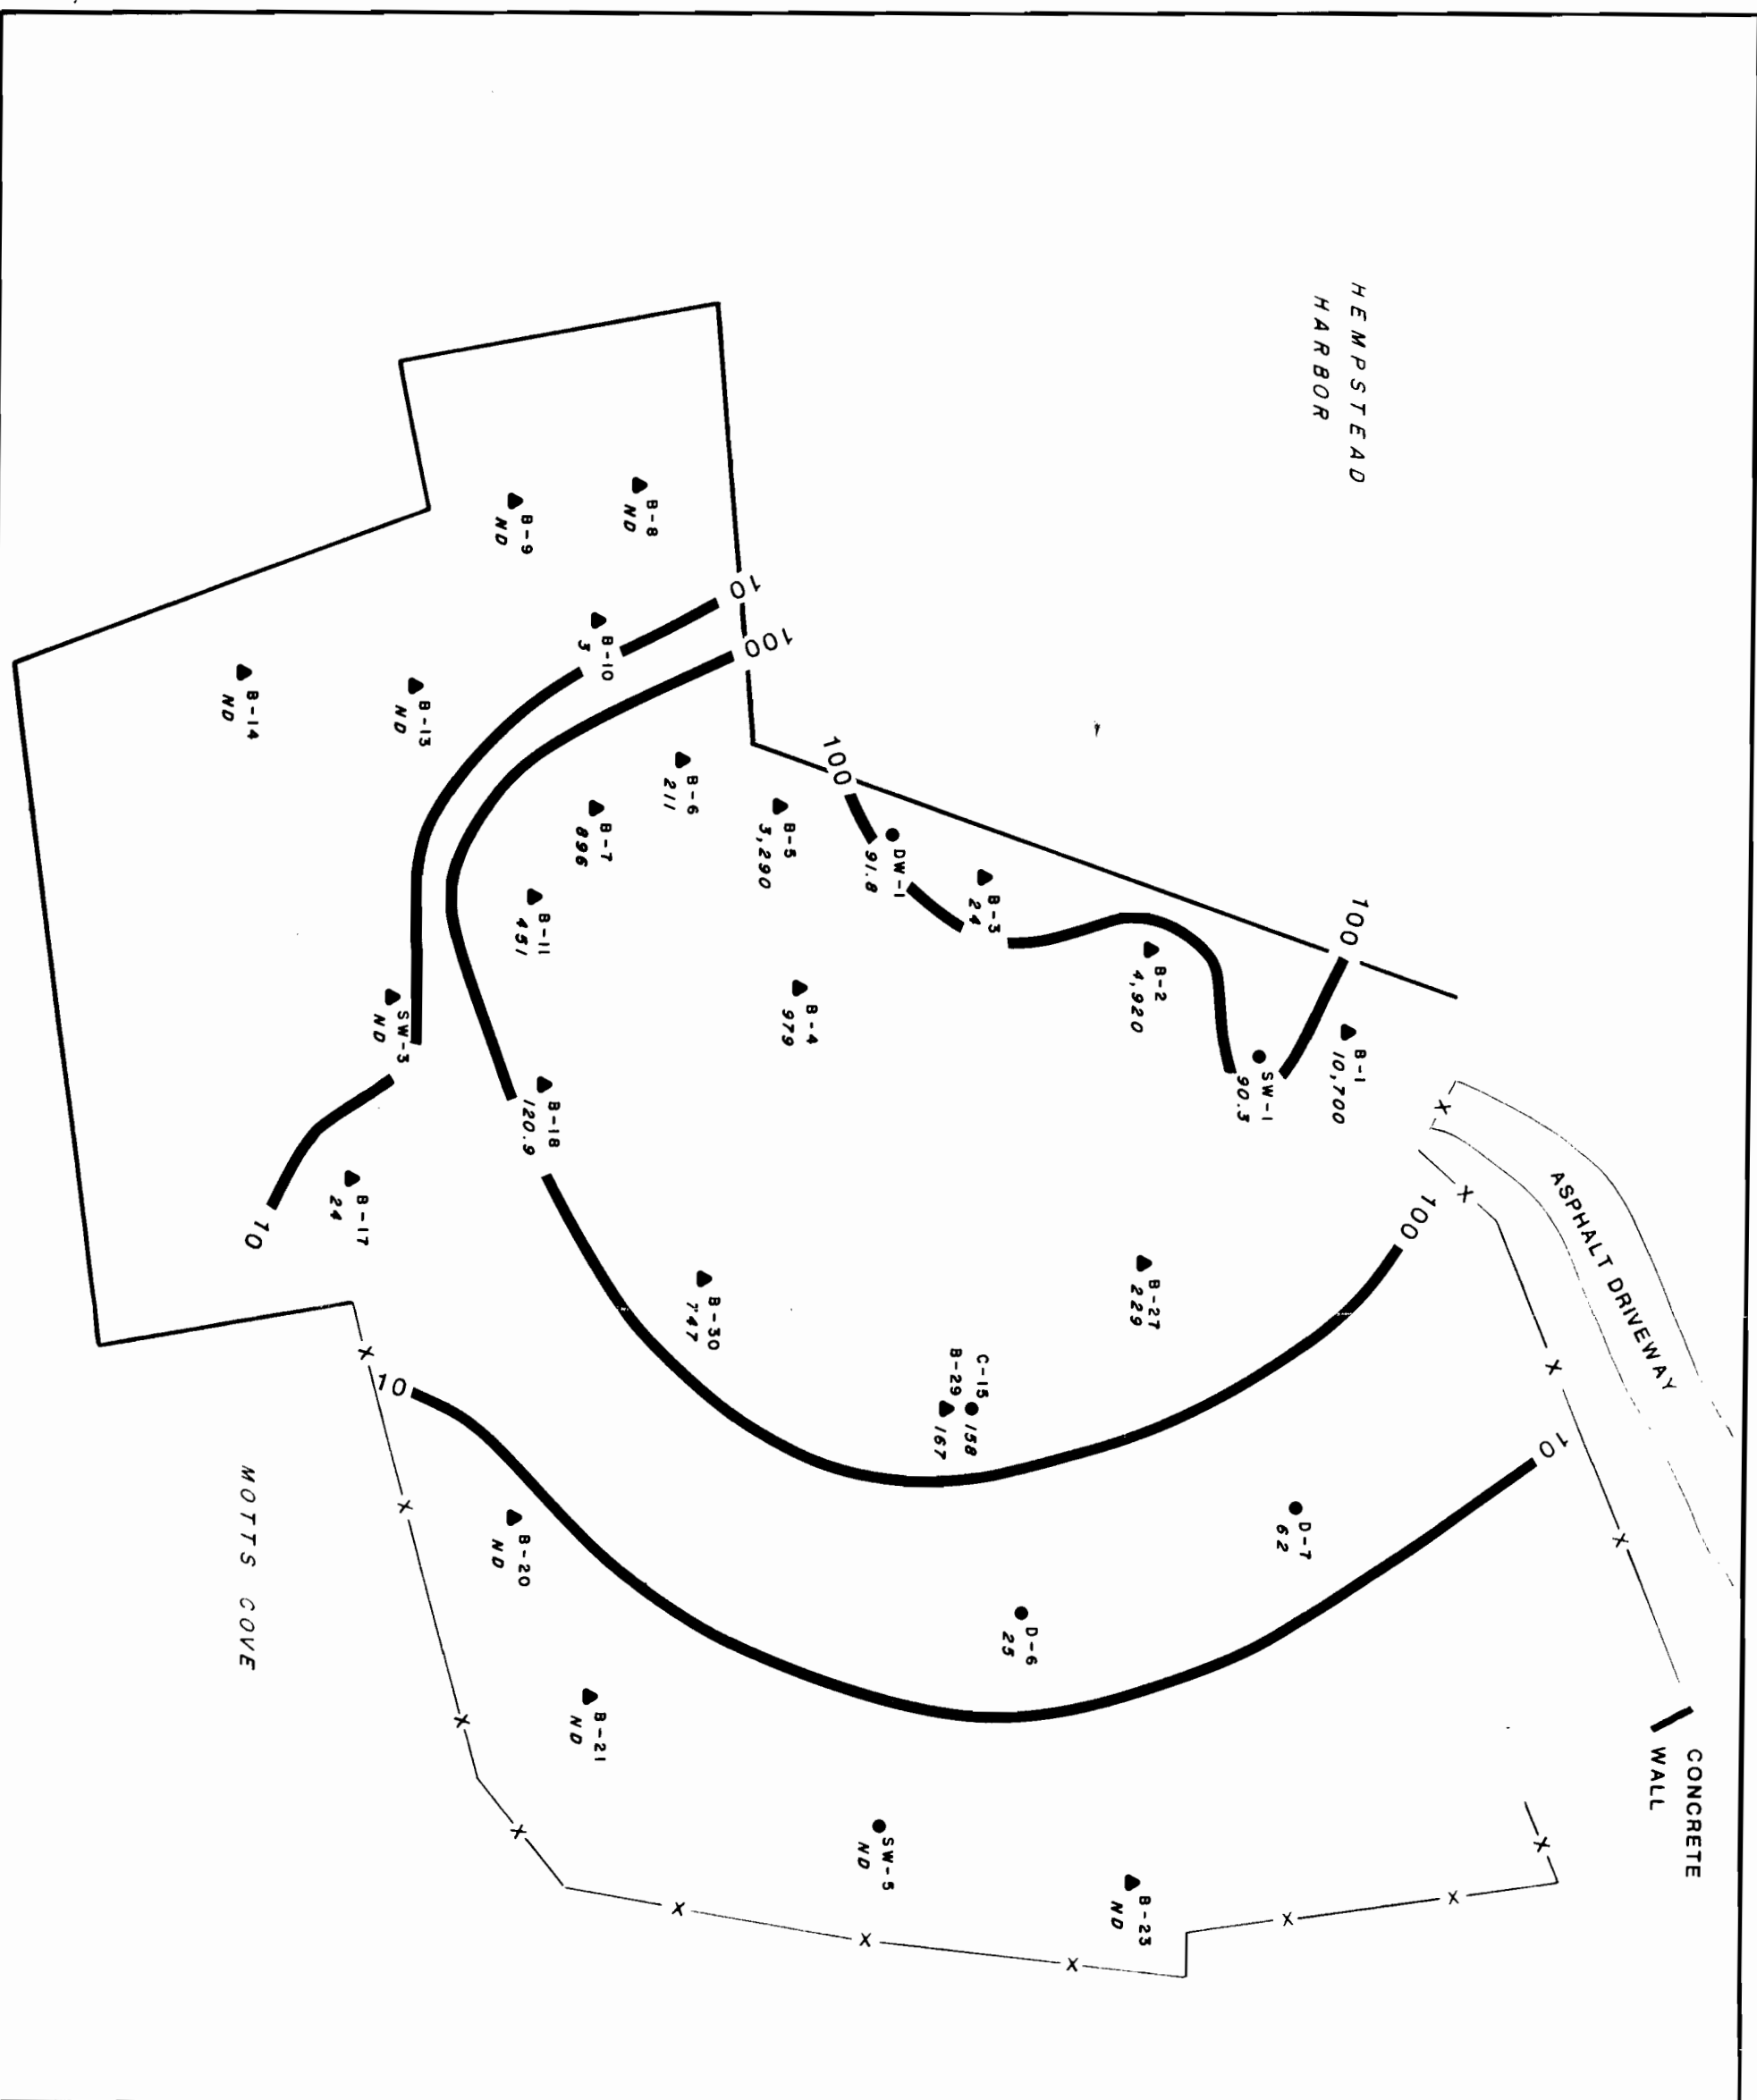 HEMPSTEAD
HARBOR
ASPHALT DRIVEWAY
CONCRETE
WALL
MOTTS COVE
B-1
10,700
SW-1
90.3
B-2
4,920
B-3
24
DW-1
91.8
B-5
3,290
B-6
211
B-7
896
B-4
979
B-11
451
B-8
ND
B-9
ND
B-10
3
B-13
ND
B-14
ND
SW-3
ND
B-18
120.9
B-17
24
B-30
747
B-27
229
C-15
158
B-29
167
D-7
62
D-6
25
B-20
ND
B-21
ND
SW-5
ND
B-23
ND
10
100
100
100
100
10
10
10
X
X
X
X
X
X
X
X
X
X
X
X
X
X